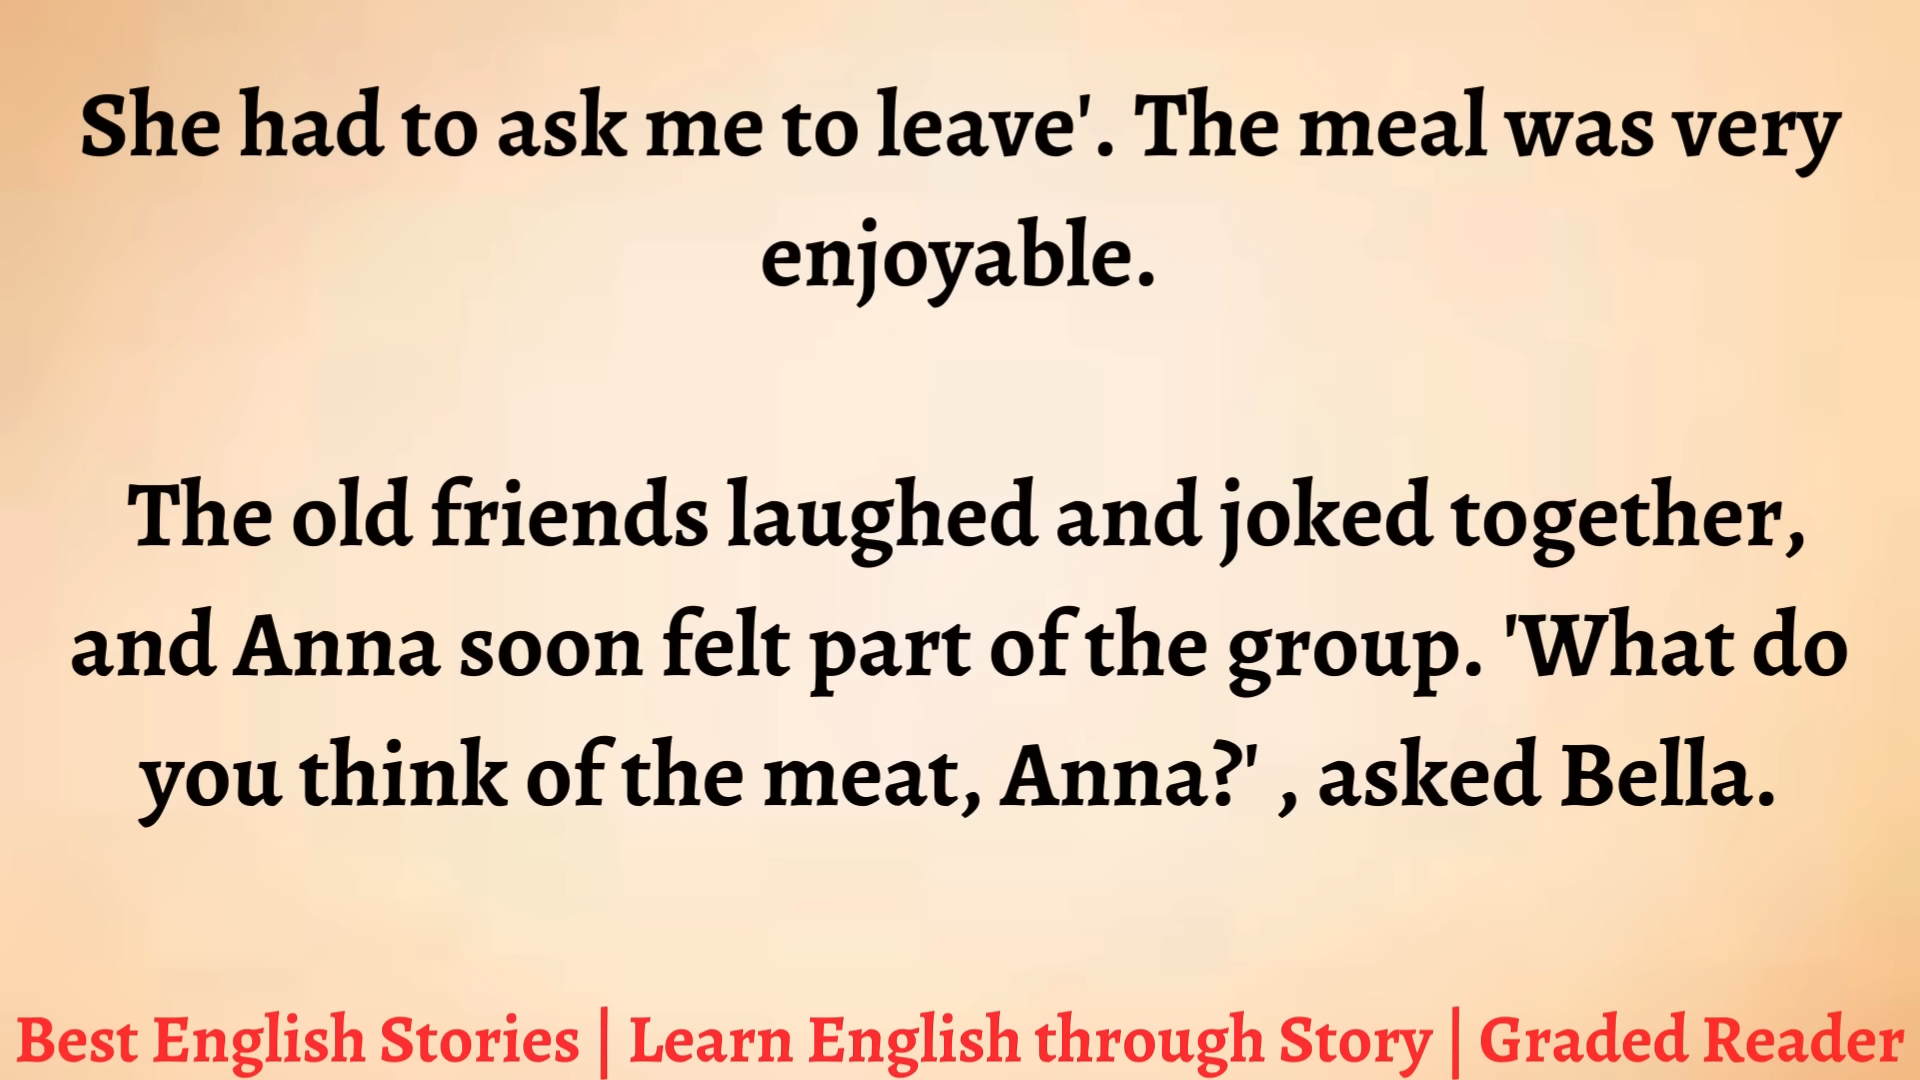 She had to ask me to leave'. The meal was very
enjoyable.
The old friends laughed and joked together,
and Anna soon felt part of the group. 'What do
you think of the meat, Anna?' , asked Bella.
Best English Stories | Learn English through Story | Graded Reader